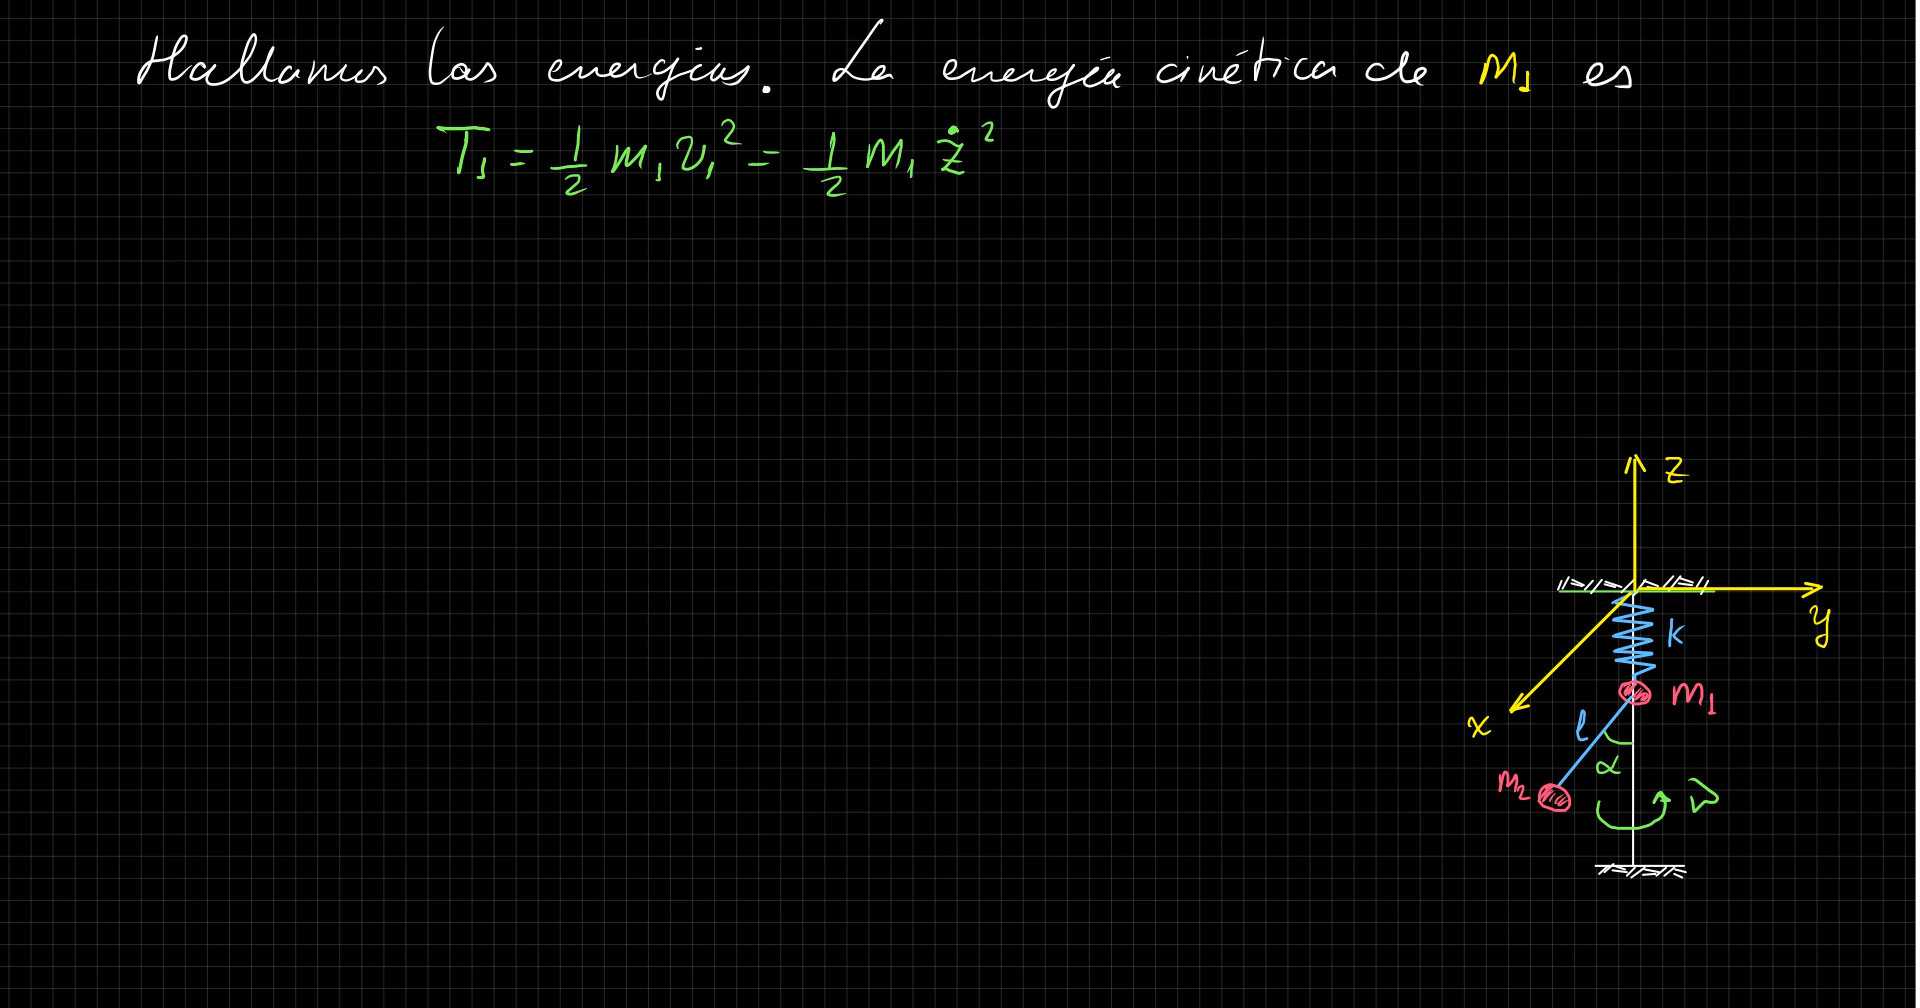 Hallamos las energías. La energía cinética de m₁ es
T₁ = 1/2 m₁ v₁² = 1/2 m₁ ż²
z
y
k
x
m₁
l
α
m₂